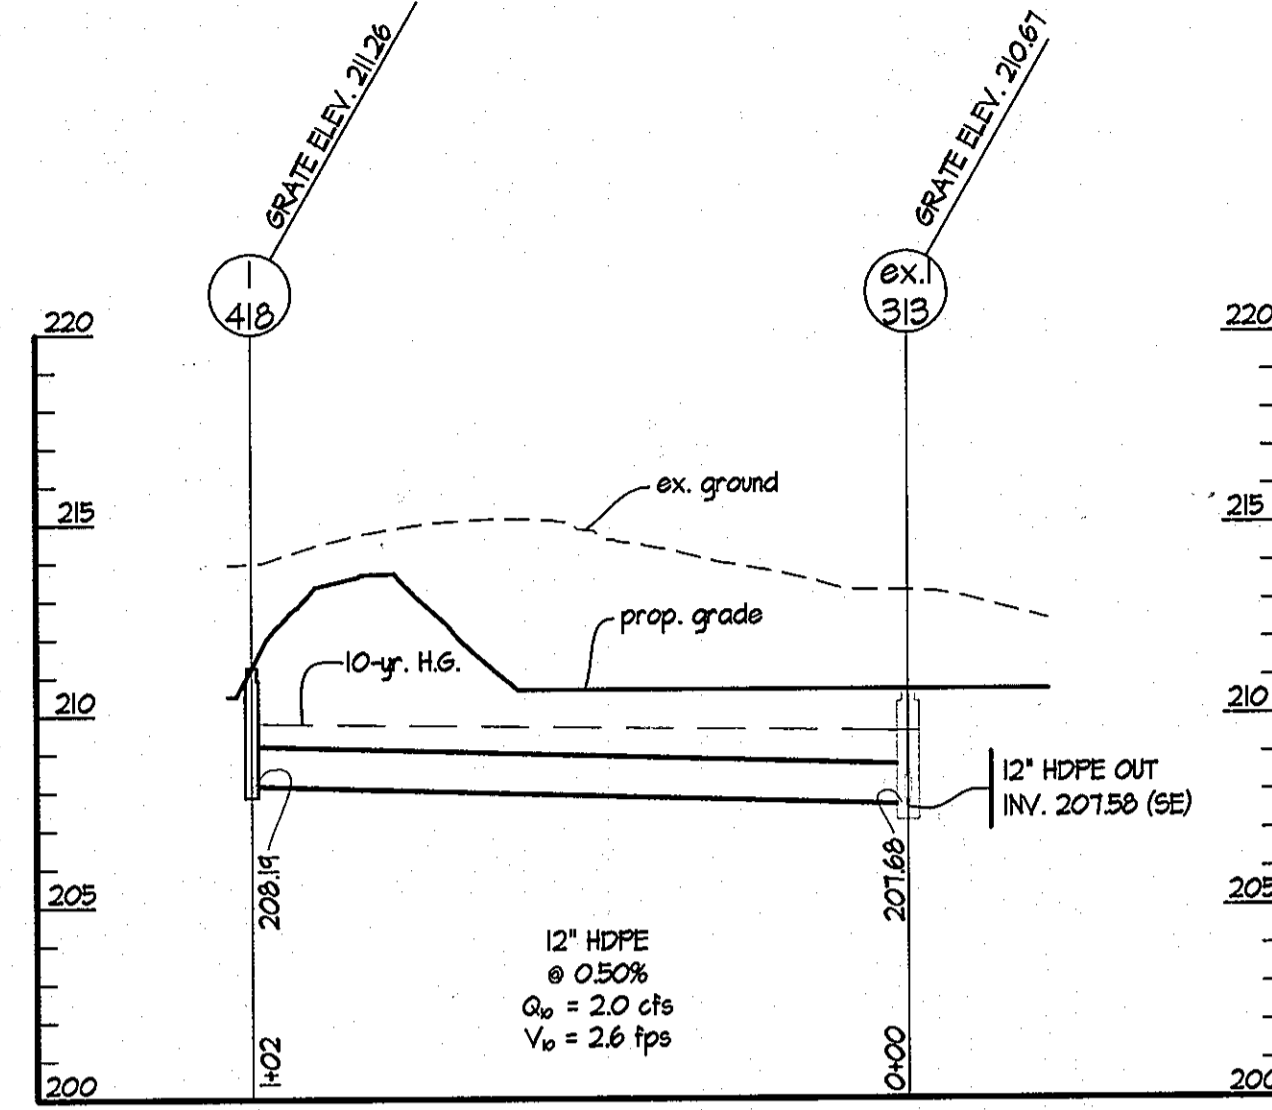 GRATE ELEV. 211.26
GRATE ELEV. 210.67
1
418
ex.1
313
220
220
215
215
ex. ground
prop. grade
10-yr. H.G.
210
210
12" HDPE OUT
INV. 207.58 (SE)
208.19
207.68
205
205
12" HDPE
@ 0.50%
Q₁₀ = 2.0 cfs
V₁₀ = 2.6 fps
1+02
0+00
200
200